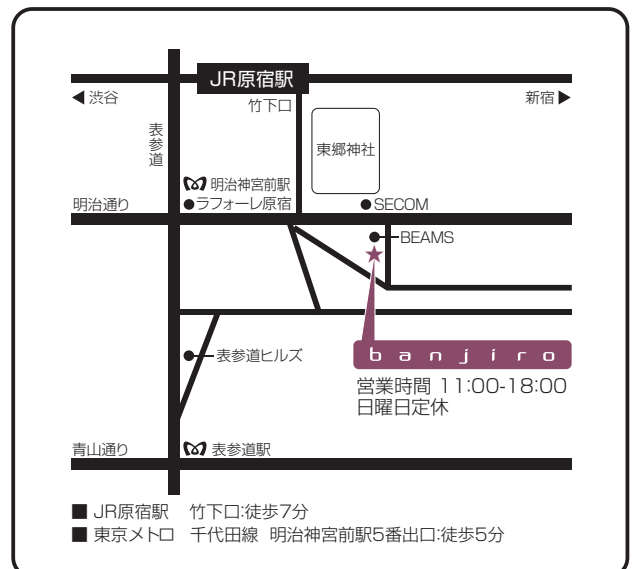 JR原宿駅
◀ 渋谷
竹下口
新宿 ▶
表参道
東郷神社
明治神宮前駅
明治通り
●ラフォーレ原宿
●SECOM
BEAMS
表参道ヒルズ
banjiro
営業時間 11:00-18:00
日曜日定休
青山通り
表参道駅
■ JR原宿駅 竹下口:徒歩7分
■ 東京メトロ 千代田線 明治神宮前駅5番出口:徒歩5分